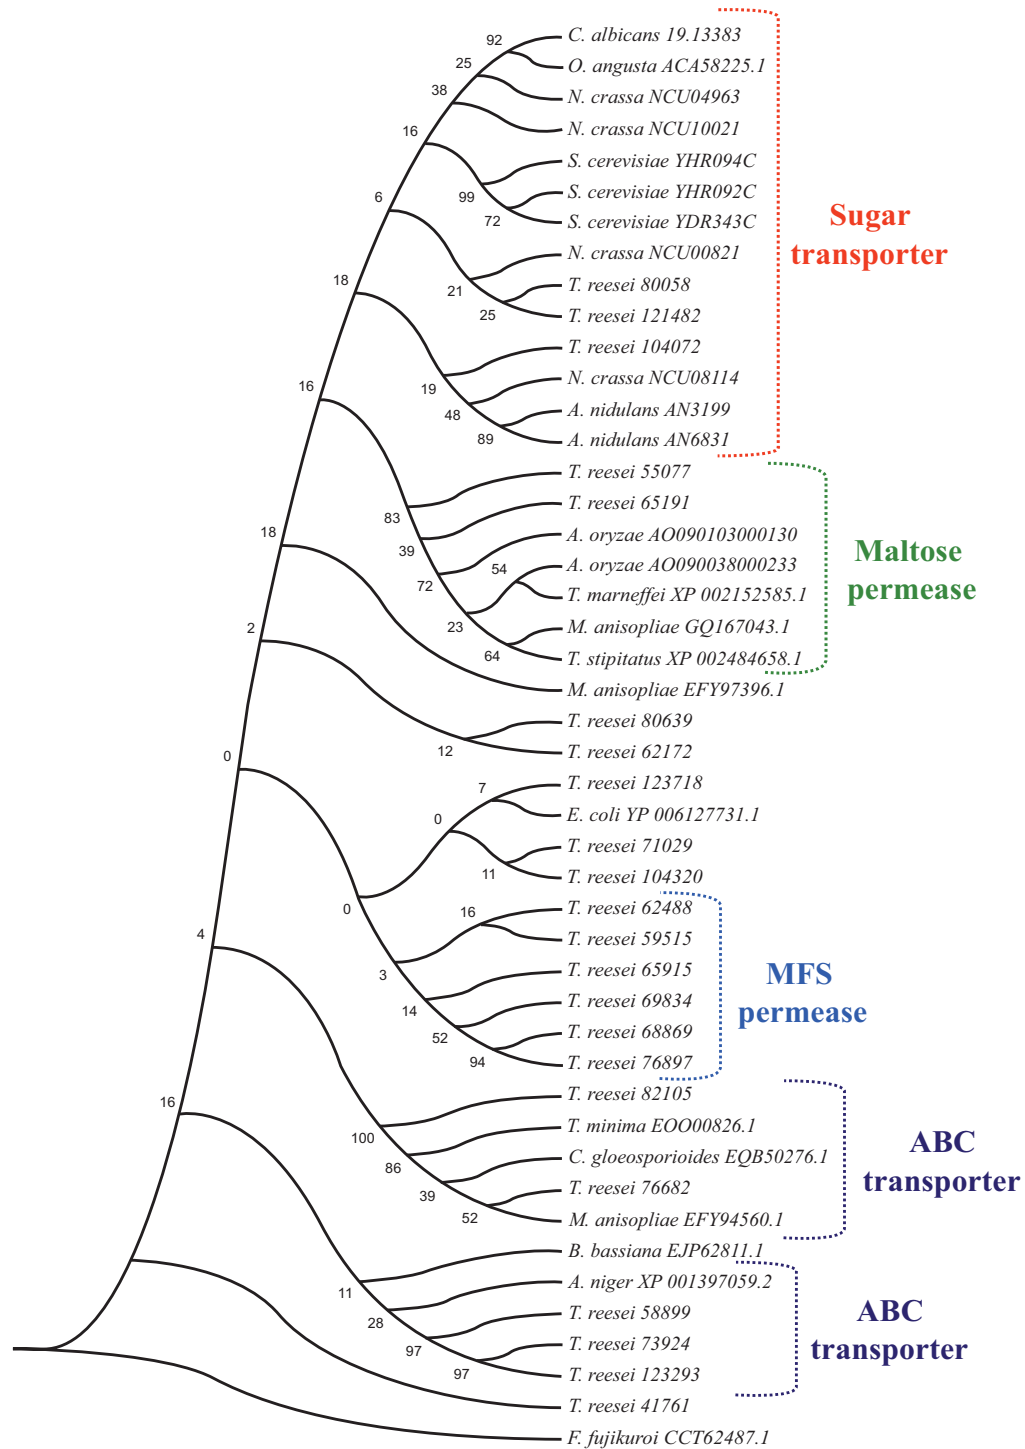 92
C. albicans 19.13383
25
O. angusta ACA58225.1
38
N. crassa NCU04963
16
N. crassa NCU10021
S. cerevisiae YHR094C
6
99
S. cerevisiae YHR092C
72
S. cerevisiae YDR343C
Sugar
transporter
N. crassa NCU00821
18
21
T. reesei 80058
25
T. reesei 121482
T. reesei 104072
16
19
N. crassa NCU08114
48
A. nidulans AN3199
89
A. nidulans AN6831
T. reesei 55077
83
T. reesei 65191
18
39
A. oryzae AO090103000130
72
54
A. oryzae AO090038000233
T. marneffei XP 002152585.1
Maltose
permease
2
23
M. anisopliae GQ167043.1
64
T. stipitatus XP 002484658.1
M. anisopliae EFY97396.1
T. reesei 80639
12
T. reesei 62172
0
7
T. reesei 123718
0
E. coli YP 006127731.1
T. reesei 71029
11
T. reesei 104320
0
16
T. reesei 62488
4
T. reesei 59515
3
T. reesei 65915
14
T. reesei 69834
52
T. reesei 68869
94
T. reesei 76897
MFS
permease
16
T. reesei 82105
100
T. minima EOO00826.1
86
C. gloeosporioides EQB50276.1
39
T. reesei 76682
52
M. anisopliae EFY94560.1
ABC
transporter
B. bassiana EJP62811.1
11
A. niger XP 001397059.2
28
T. reesei 58899
97
T. reesei 73924
97
T. reesei 123293
ABC
transporter
T. reesei 41761
F. fujikuroi CCT62487.1